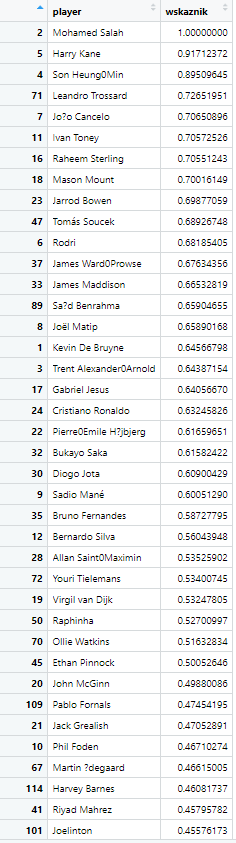 player wskaznik
2 Mohamed Salah 1.00000000
5 Harry Kane 0.91712372
4 Son Heung0Min 0.89509645
71 Leandro Trossard 0.72651951
7 Jo?o Cancelo 0.70650896
11 Ivan Toney 0.70572526
16 Raheem Sterling 0.70551243
18 Mason Mount 0.70016149
23 Jarrod Bowen 0.69877059
47 Tomás Soucek 0.68926748
6 Rodri 0.68185405
37 James Ward0Prowse 0.67634356
33 James Maddison 0.66532819
89 Sa?d Benrahma 0.65904655
8 Joël Matip 0.65890168
1 Kevin De Bruyne 0.64566798
3 Trent Alexander0Arnold 0.64387154
17 Gabriel Jesus 0.64056670
24 Cristiano Ronaldo 0.63245826
22 Pierre0Emile H?jbjerg 0.61659651
32 Bukayo Saka 0.61582422
30 Diogo Jota 0.60900429
9 Sadio Mané 0.60051290
35 Bruno Fernandes 0.58727795
12 Bernardo Silva 0.56043948
28 Allan Saint0Maximin 0.53525902
72 Youri Tielemans 0.53400745
19 Virgil van Dijk 0.53247805
50 Raphinha 0.52700997
70 Ollie Watkins 0.51632834
45 Ethan Pinnock 0.50052646
20 John McGinn 0.49880086
109 Pablo Fornals 0.47454195
21 Jack Grealish 0.47052891
10 Phil Foden 0.46710274
67 Martin ?degaard 0.46615005
114 Harvey Barnes 0.46081737
41 Riyad Mahrez 0.45795782
101 Joelinton 0.45576173